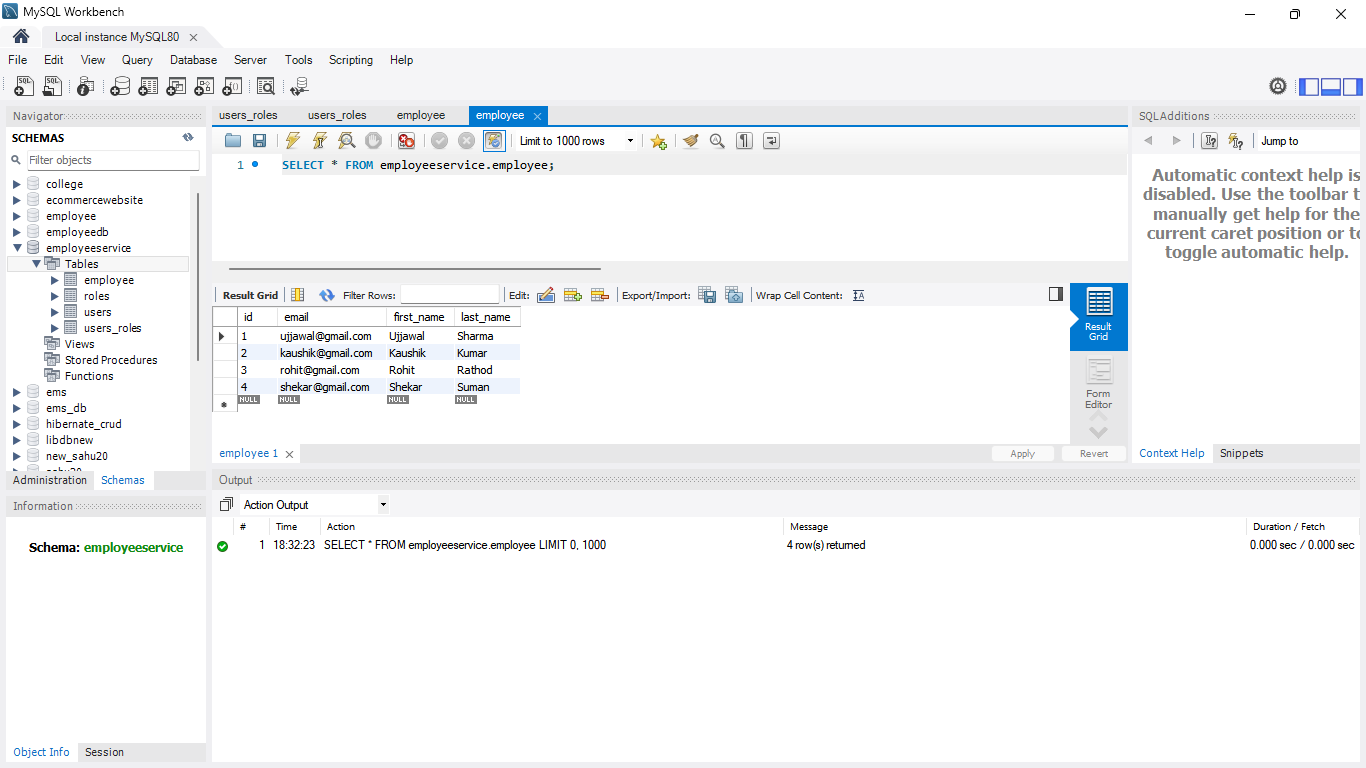 MySQL Workbench
Local instance MySQL80
File Edit View Query Database Server Tools Scripting Help
Navigator
SCHEMAS
Filter objects
college
ecommercewebsite
employee
employeedb
employeeservice
Tables
employee
roles
users
users_roles
Views
Stored Procedures
Functions
ems
ems_db
hibernate_crud
libdbnew
new_sahu20
Administration Schemas
Information
Schema: employeeservice
Object Info Session
users_roles users_roles employee employee
Limit to 1000 rows
1 SELECT * FROM employeeservice.employee;
Result Grid Filter Rows: Edit: Export/Import: Wrap Cell Content:
id email first_name last_name
1 ujjawal@gmail.com Ujjawal Sharma
2 kaushik@gmail.com Kaushik Kumar
3 rohit@gmail.com Rohit Rathod
4 shekar@gmail.com Shekar Suman
NULL NULL NULL NULL
Result Grid
Form Editor
employee 1 Apply Revert
SQLAdditions
Jump to
Automatic context help is
disabled. Use the toolbar t
manually get help for the
current caret position or to
toggle automatic help.
Context Help Snippets
Output
Action Output
# Time Action Message Duration / Fetch
1 18:32:23 SELECT * FROM employeeservice.employee LIMIT 0, 1000 4 row(s) returned 0.000 sec / 0.000 sec